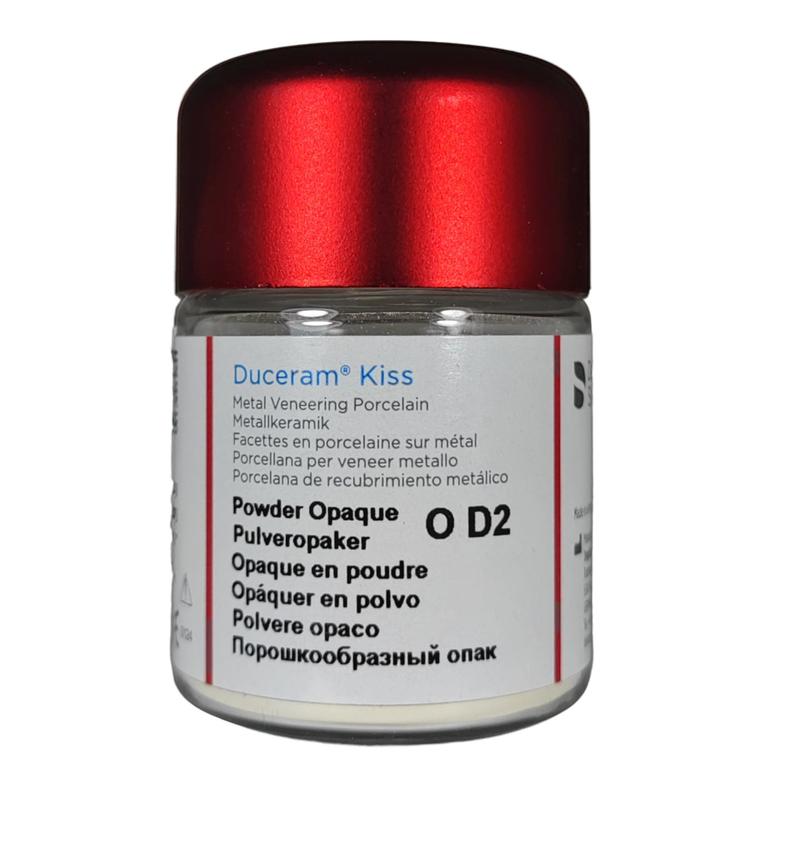 Duceram® Kiss
Metal Veneering Porcelain
Metallkeramik
Facettes en porcelaine sur métal
Porcellana per veneer metallo
Porcelana de recubrimiento metálico
Powder Opaque O D2
Pulveropaker
Opaque en poudre
Opáquer en polvo
Polvere opaco
Порошкообразный опак